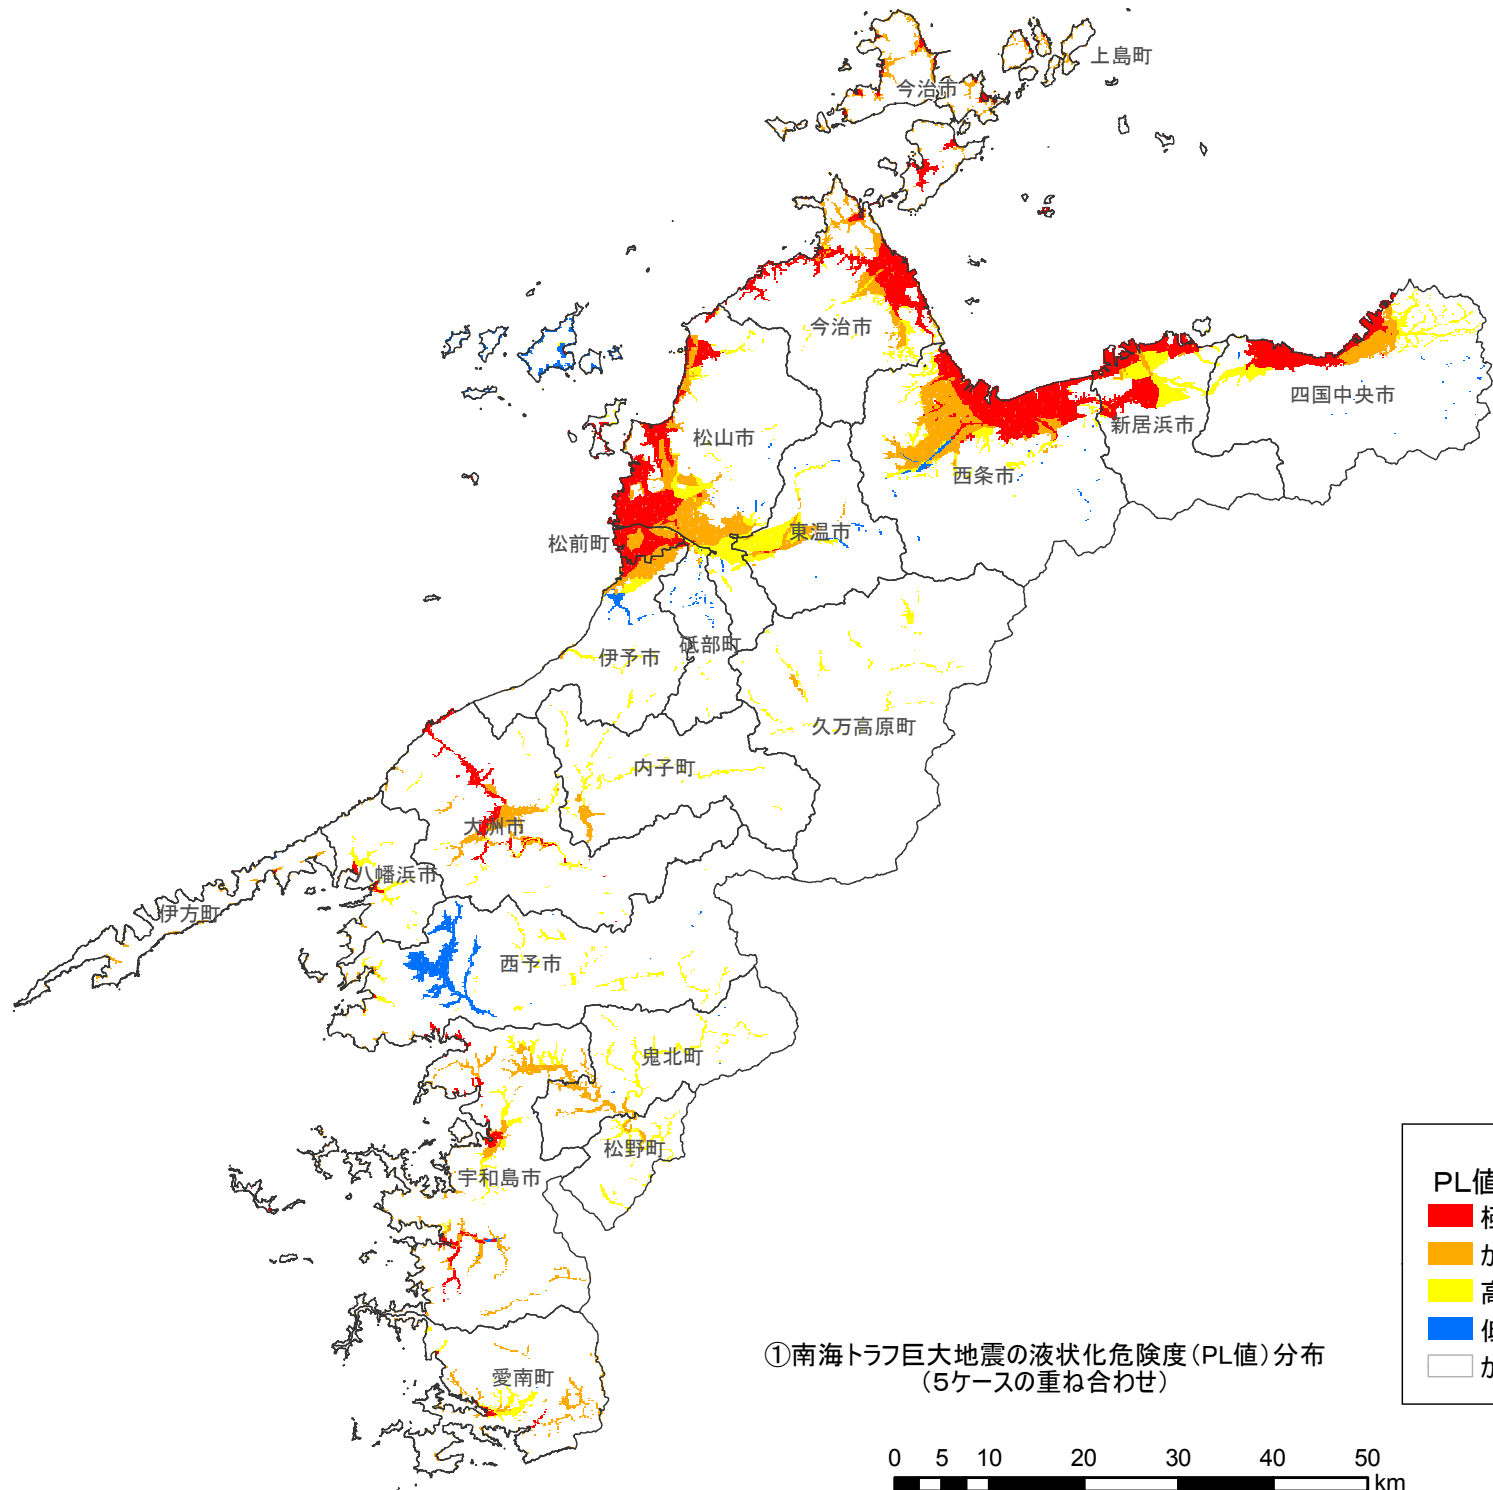 上島町
今治市
今治市
四国中央市
新居浜市
松山市
西条市
東温市
松前町
砥部町
伊予市
久万高原町
内子町
大洲市
八幡浜市
伊方町
西予市
鬼北町
松野町
宇和島市
愛南町
PL値
極
か
高
低
か
①南海トラフ巨大地震の液状化危険度(PL値)分布
(5ケースの重ね合わせ)
0 5 10 20 30 40 50
km